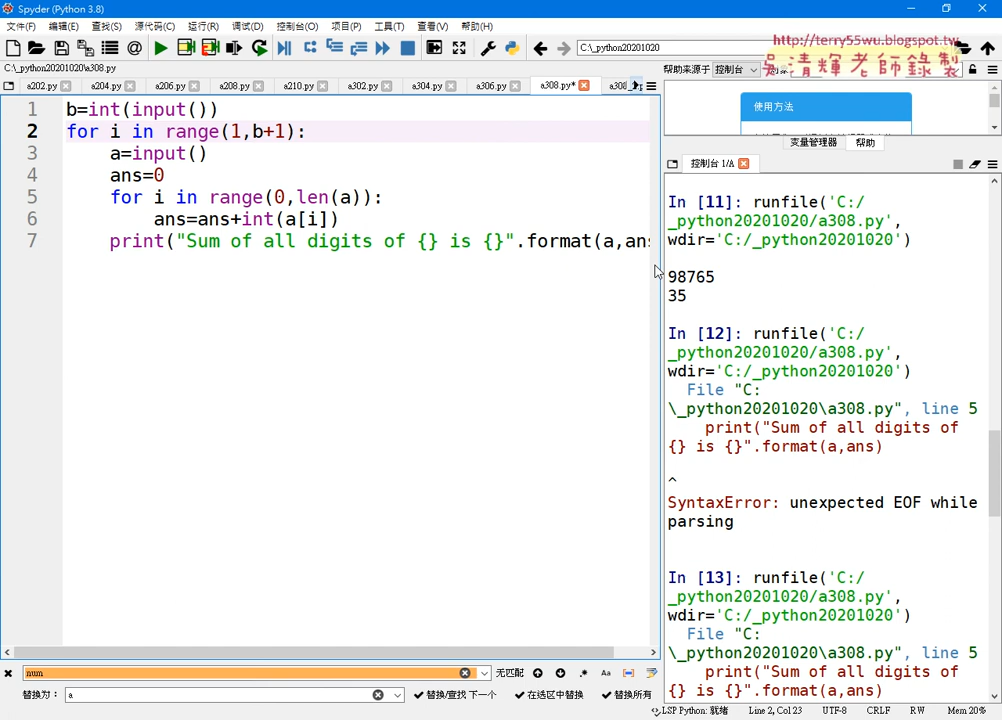 Spyder (Python 3.8)
文件(F) 编辑(E) 查找(S) 源代码(C) 运行(R) 调试(D) 控制台(O) 项目(P) 工具(T) 查看(V) 帮助(H)
C:\_python20201020
http://terry55wu.blogspot.tw
吳清輝老師錄製
C:\_python20201020\a308.py
帮助来源于 控制台
a202.py a204.py a206.py a208.py a210.py a302.py a304.py a306.py a308.py* a308
使用方法
变量管理器 帮助
控制台 1/A
1 b=int(input())
2 for i in range(1,b+1):
3 a=input()
4 ans=0
5 for i in range(0,len(a)):
6 ans=ans+int(a[i])
7 print("Sum of all digits of {} is {}".format(a,ans
In [11]: runfile('C:/
_python20201020/a308.py',
wdir='C:/_python20201020')
98765
35
In [12]: runfile('C:/
_python20201020/a308.py',
wdir='C:/_python20201020')
File "C:
\_python20201020\a308.py", line 5
print("Sum of all digits of
{} is {}".format(a,ans)
^
SyntaxError: unexpected EOF while
parsing
In [13]: runfile('C:/
_python20201020/a308.py',
wdir='C:/_python20201020')
File "C:
\_python20201020\a308.py", line 5
print("Sum of all digits of
{} is {}".format(a,ans)
num 无匹配 Aa
替换为： a 替换/查找 下一个 在选区中替换 替换所有
LSP Python: 就绪 Line 2, Col 23 UTF-8 CRLF RW Mem 20%